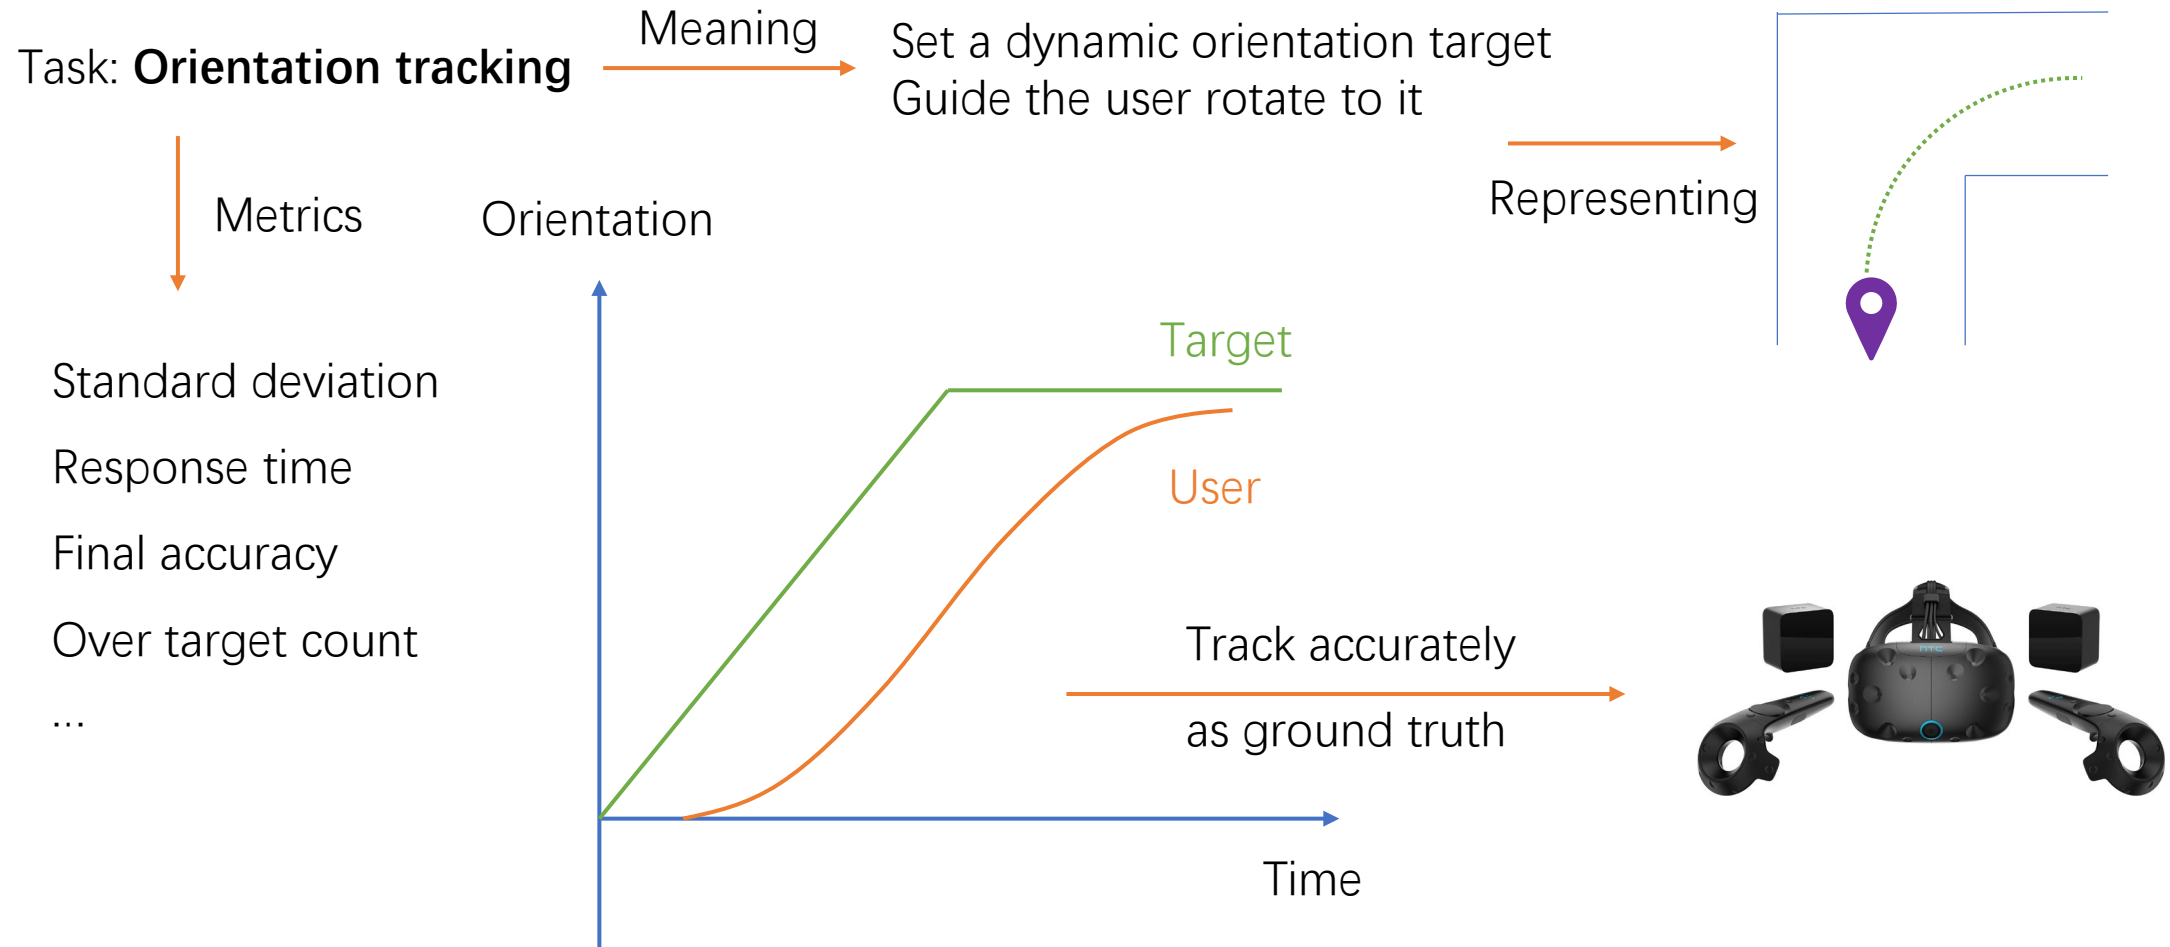 Task: Orientation tracking
Meaning
Set a dynamic orientation target
Guide the user rotate to it
Representing
Metrics
Standard deviation
Response time
Final accuracy
Over target count
...
Orientation
Target
User
Time
Track accurately
as ground truth
HTC